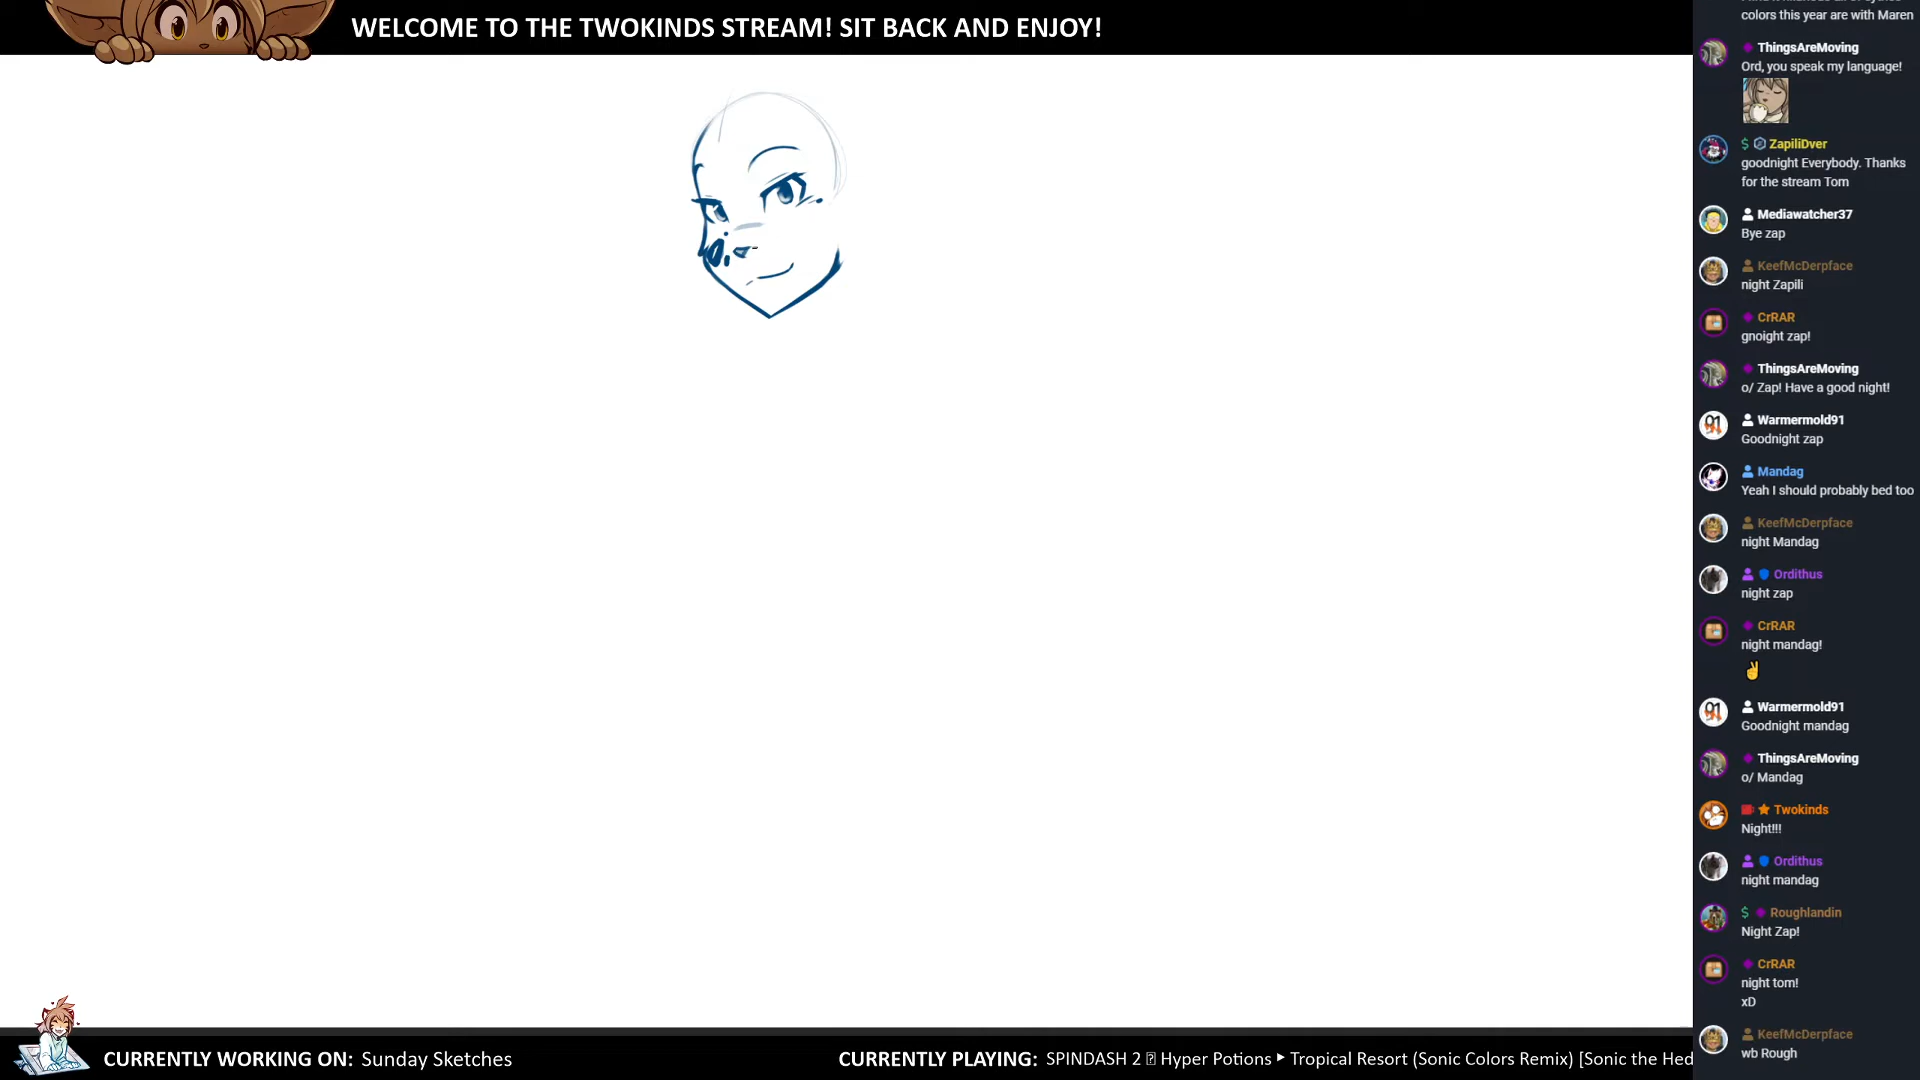 WELCOME TO THE TWOKINDS STREAM! SIT BACK AND ENJOY!
colors this year are with Maren
ThingsAreMoving
Ord, you speak my language!
ZapiliDver
goodnight Everybody. Thanks
for the stream Tom
Mediawatcher37
Bye zap
KeefMcDerpface
night Zapili
CrRAR
gnoight zap!
ThingsAreMoving
o/ Zap! Have a good night!
Warmermold91
Goodnight zap
Mandag
Yeah I should probably bed too
KeefMcDerpface
night Mandag
Ordithus
night zap
CrRAR
night mandag!
Warmermold91
Goodnight mandag
ThingsAreMoving
o/ Mandag
Twokinds
Night!!!
Ordithus
night mandag
Roughlandin
Night Zap!
CrRAR
night tom!
xD
KeefMcDerpface
wb Rough
CURRENTLY WORKING ON: Sunday Sketches
CURRENTLY PLAYING: SPINDASH 2 Hyper Potions ‣ Tropical Resort (Sonic Colors Remix) [Sonic the Hed